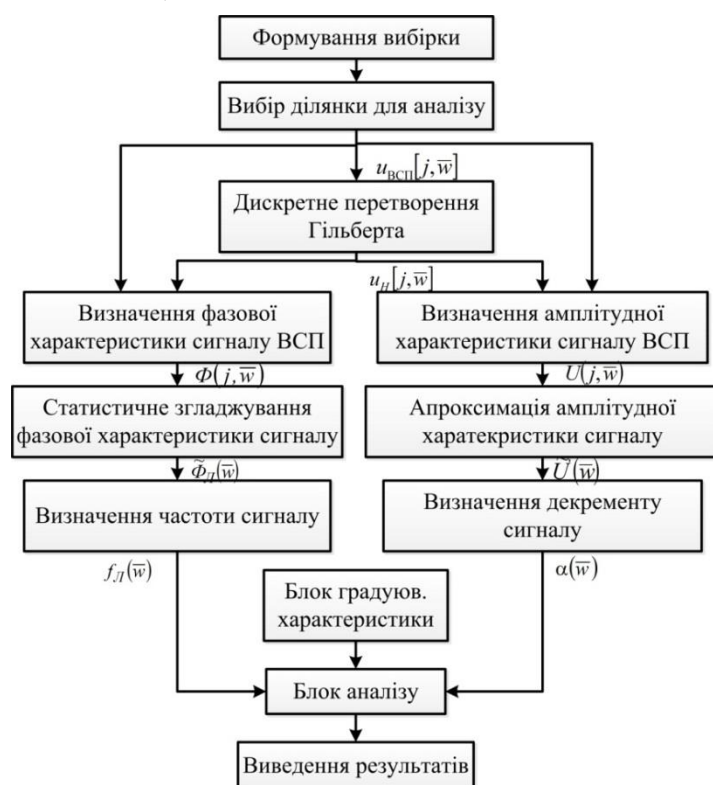 Формування вибірки
Вибір ділянки для аналізу
u_ВСП[j, w̅]
Дискретне перетворення
Гільберта
u_H[j, w̅]
Визначення фазової
характеристики сигналу ВСП
Визначення амплітудної
характеристики сигналу ВСП
Φ(j, w̅)
U(j, w̅)
Статистичне згладжування
фазової характеристики сигналу
Апроксимація амплітудної
харатекристики сигналу
Φ̃_Л(w̅)
Ũ(w̅)
Визначення частоти сигналу
Визначення декременту
сигналу
f_Л(w̅)
α(w̅)
Блок градуюв.
характеристики
Блок аналізу
Виведення результатів